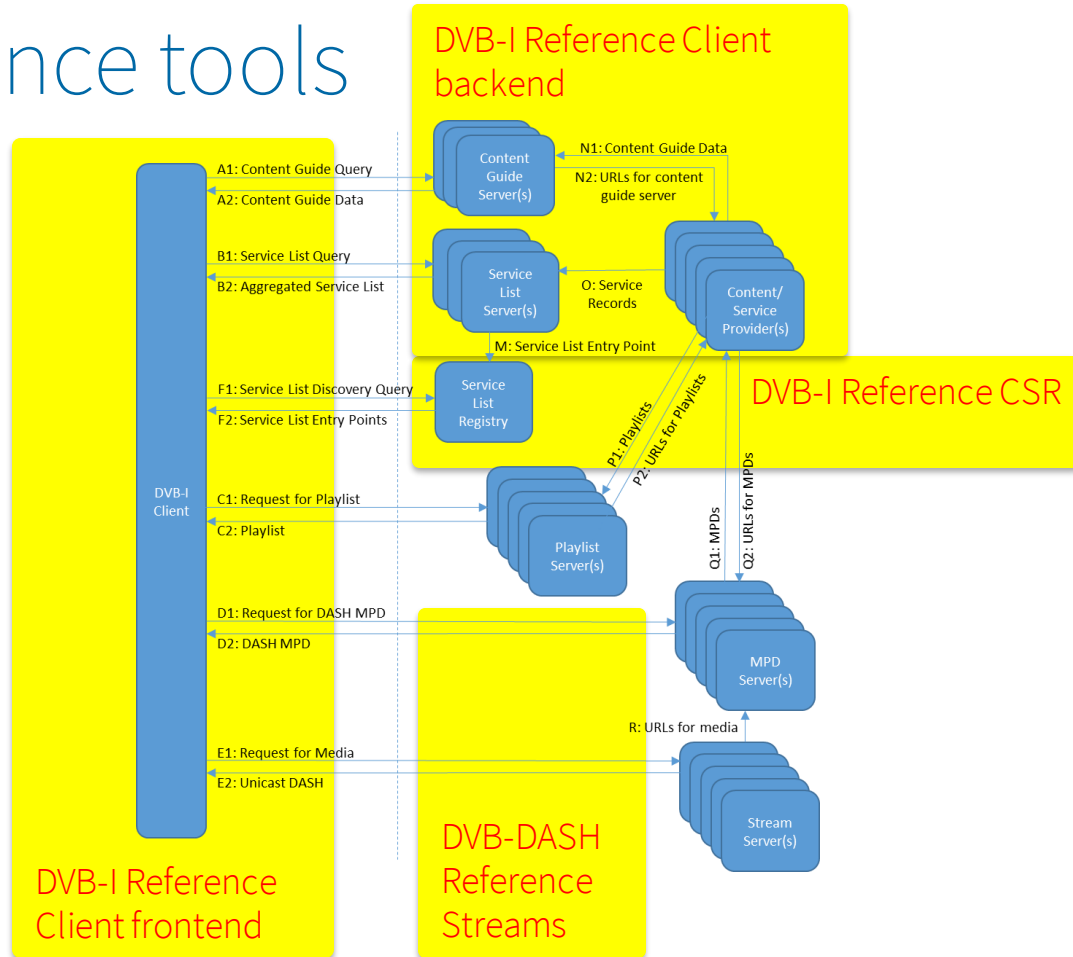 nce tools
DVB-I Reference Client
backend
Content
Guide
Server(s)
N1: Content Guide Data
N2: URLs for content
guide server
A1: Content Guide Query
A2: Content Guide Data
B1: Service List Query
B2: Aggregated Service List
Service
List
Server(s)
O: Service
Records
Content/
Service
Provider(s)
M: Service List Entry Point
DVB-I Reference CSR
F1: Service List Discovery Query
F2: Service List Entry Points
Service
List
Registry
P1: Playlists
P2: URLs for Playlists
Q1: MPDs
Q2: URLs for MPDs
DVB-I
Client
C1: Request for Playlist
C2: Playlist
Playlist
Server(s)
D1: Request for DASH MPD
D2: DASH MPD
MPD
Server(s)
R: URLs for media
E1: Request for Media
E2: Unicast DASH
Stream
Server(s)
DVB-I Reference
Client frontend
DVB-DASH
Reference
Streams